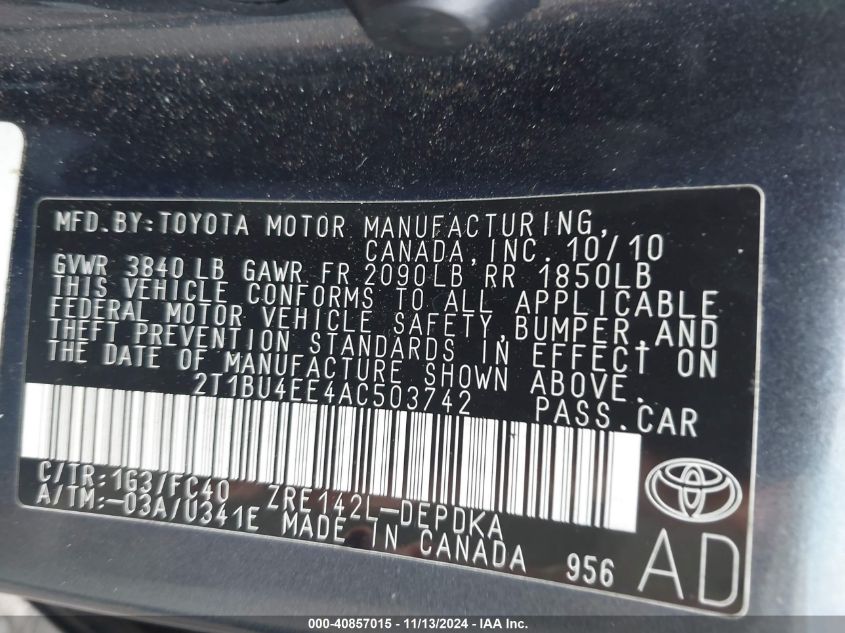 MFD.BY:TOYOTA MOTOR MANUFACTURING,
CANADA, INC. 10/10
GVWR 3840 LB GAWR FR 2090LB RR 1850LB
THIS VEHICLE CONFORMS TO ALL APPLICABLE
FEDERAL MOTOR VEHICLE SAFETY, BUMPER, AND
THEFT PREVENTION STANDARDS IN EFFECT ON
THE DATE OF MANUFACTURE SHOWN ABOVE.
2T1BU4EE4AC503742 PASS.CAR
C/TR:1G3/FC40 ZRE142L-DEPDKA
A/TM:-03A/U341E MADE IN CANADA
956 AD
000-40857015 - 11/13/2024 - IAA Inc.